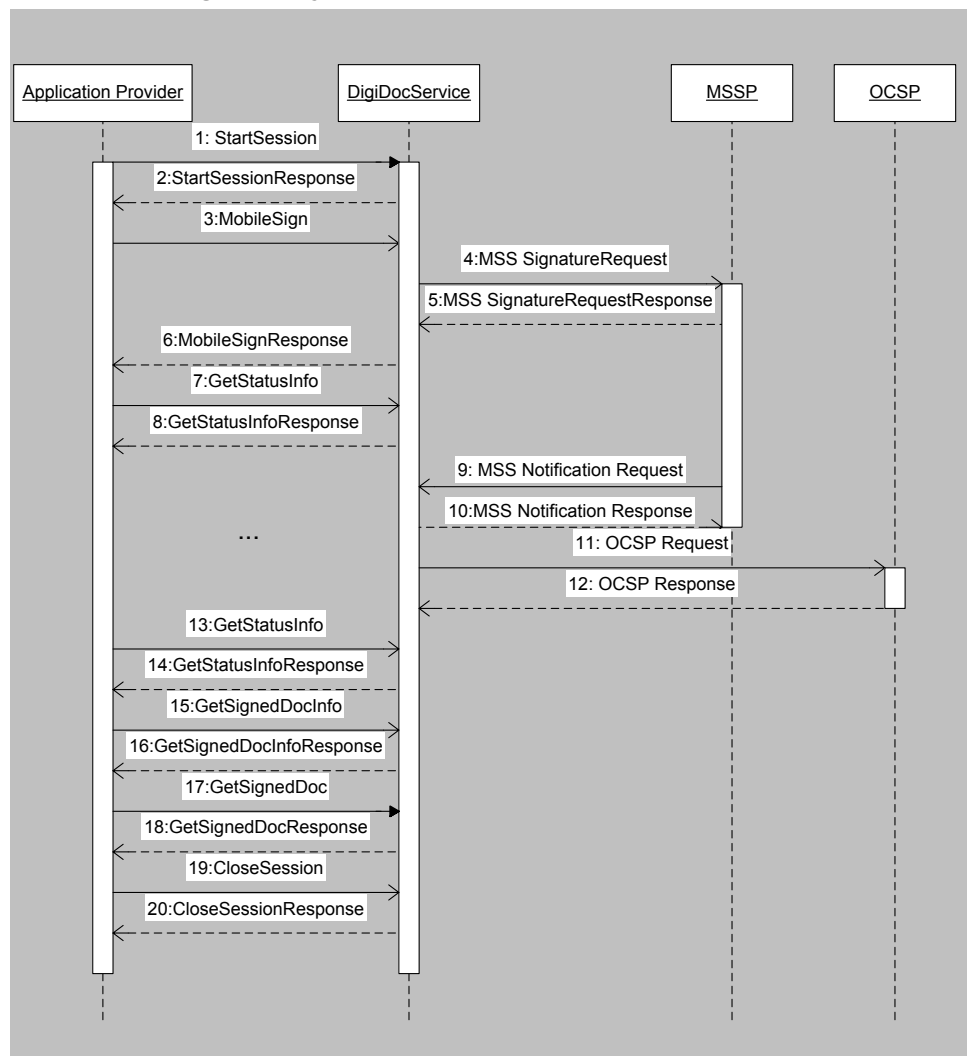 Application Provider
DigiDocService
MSSP
OCSP
1: StartSession
2:StartSessionResponse
3:MobileSign
4:MSS SignatureRequest
5:MSS SignatureRequestResponse
6:MobileSignResponse
7:GetStatusInfo
8:GetStatusInfoResponse
9: MSS Notification Request
10:MSS Notification Response
...
11: OCSP Request
12: OCSP Response
13:GetStatusInfo
14:GetStatusInfoResponse
15:GetSignedDocInfo
16:GetSignedDocInfoResponse
17:GetSignedDoc
18:GetSignedDocResponse
19:CloseSession
20:CloseSessionResponse